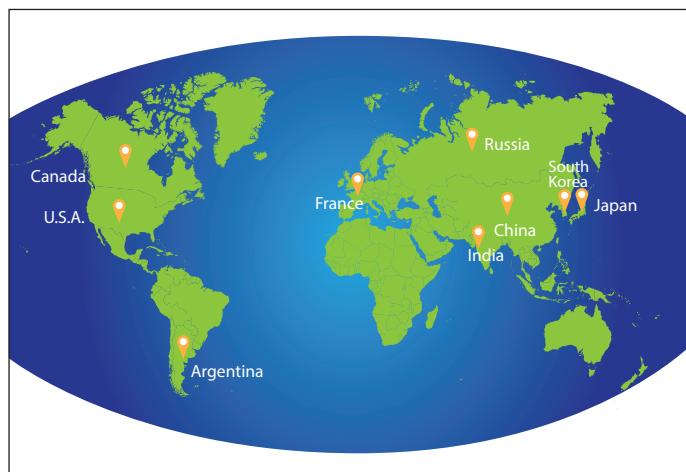 Russia
South
Korea
Canada
France
Japan
U.S.A.
China
India
Argentina